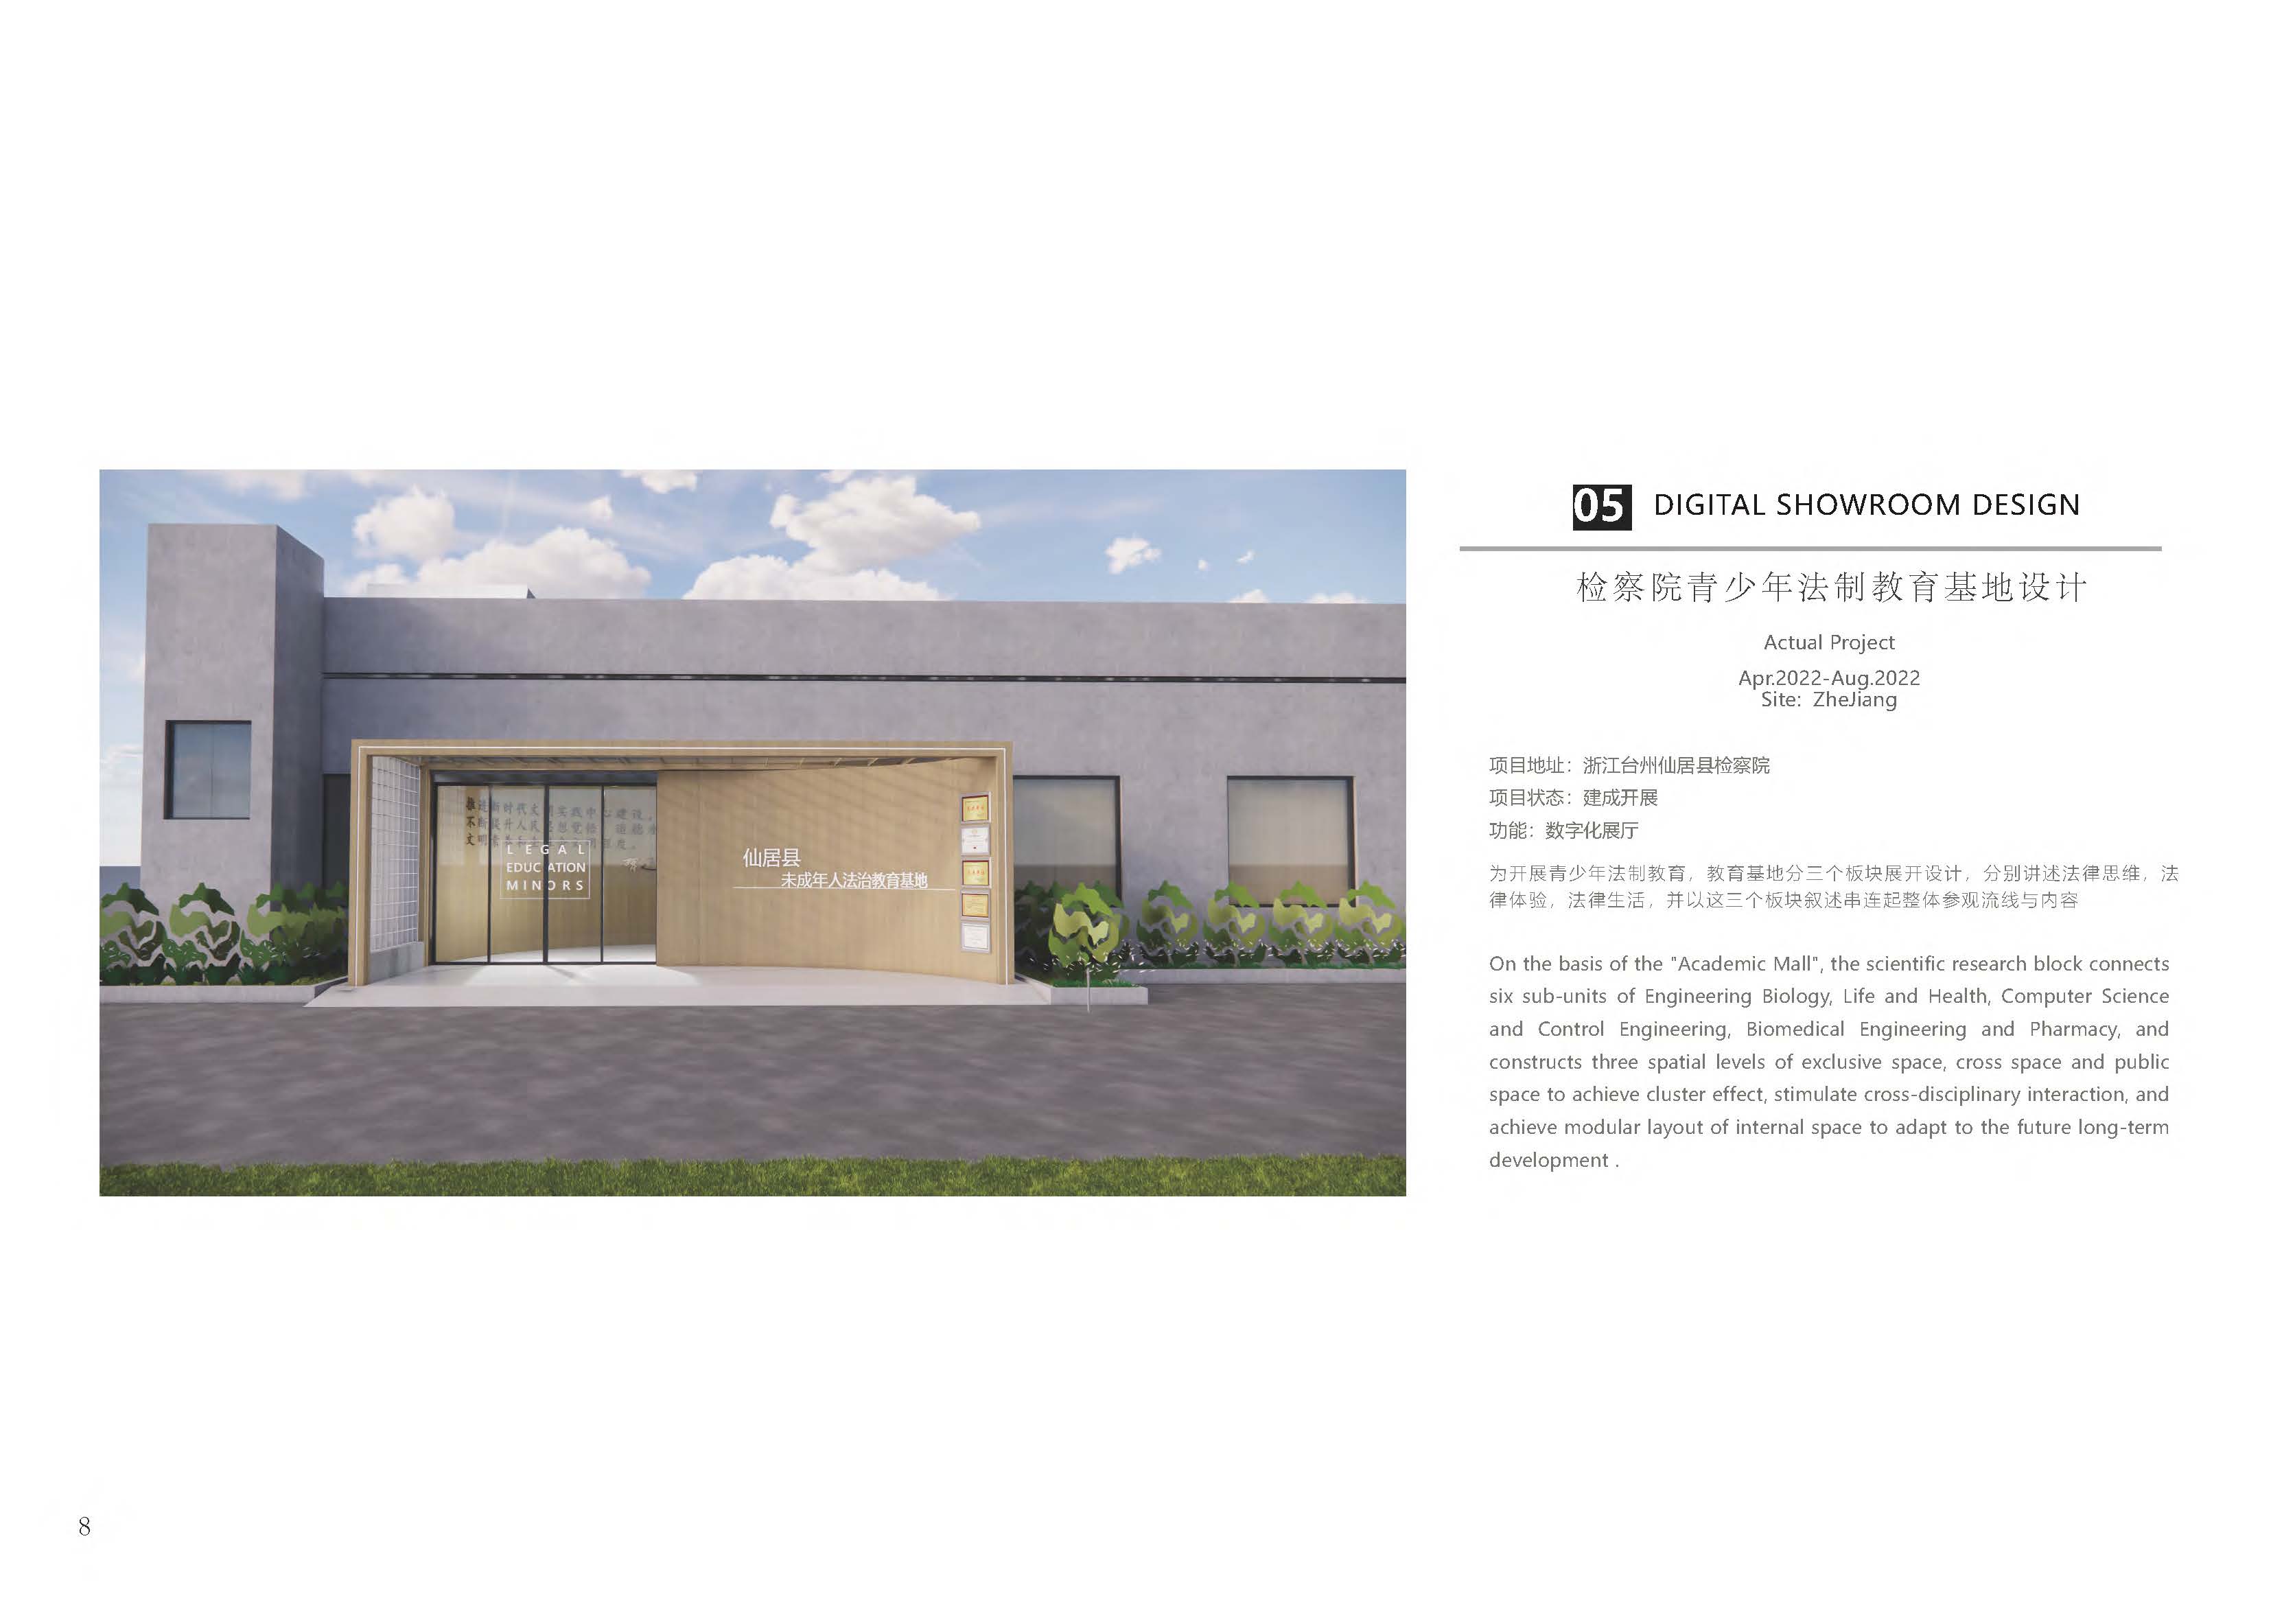 05 DIGITAL SHOWROOM DESIGN
检察院青少年法制教育基地设计
Actual Project
Apr.2022-Aug.2022
Site: ZheJiang
项目地址：浙江台州仙居县检察院
项目状态：建成开展
功能：数字化展厅
为开展青少年法制教育，教育基地分三个板块展开设计，分别讲述法律思维，法
律体验，法律生活，并以这三个板块叙述串连起整体参观流线与内容
On the basis of the "Academic Mall", the scientific research block connects
six sub-units of Engineering Biology, Life and Health, Computer Science
and Control Engineering, Biomedical Engineering and Pharmacy, and
constructs three spatial levels of exclusive space, cross space and public
space to achieve cluster effect, stimulate cross-disciplinary interaction, and
achieve modular layout of internal space to adapt to the future long-term
development .
LEGAL
EDUCATION
MINORS
仙居县
未成年人法治教育基地
8